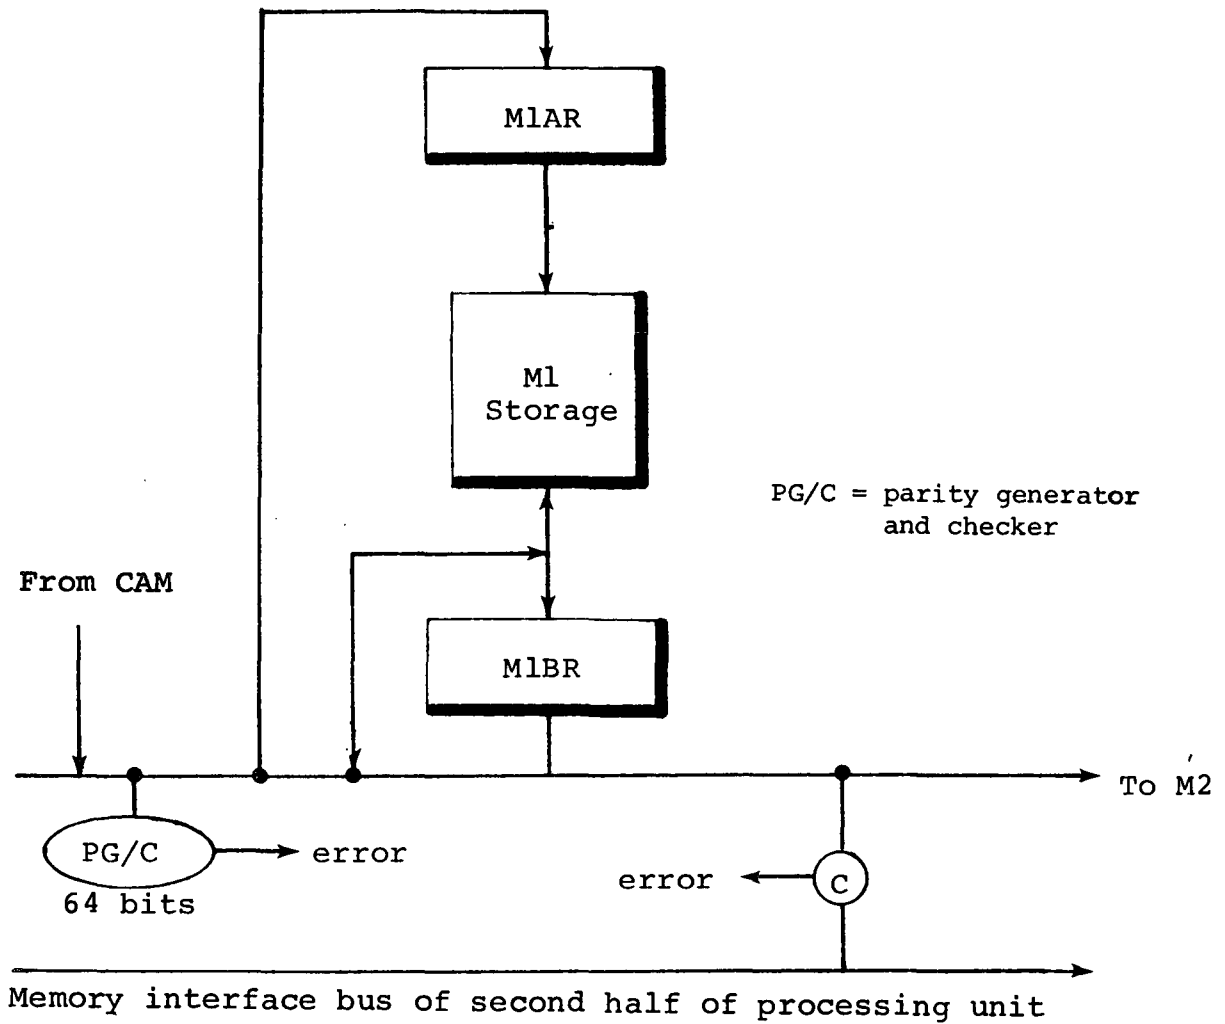 M1AR
M1
Storage
PG/C = parity generator
and checker
From CAM
M1BR
To M2
PG/C
error
error
C
64 bits
Memory interface bus of second half of processing unit